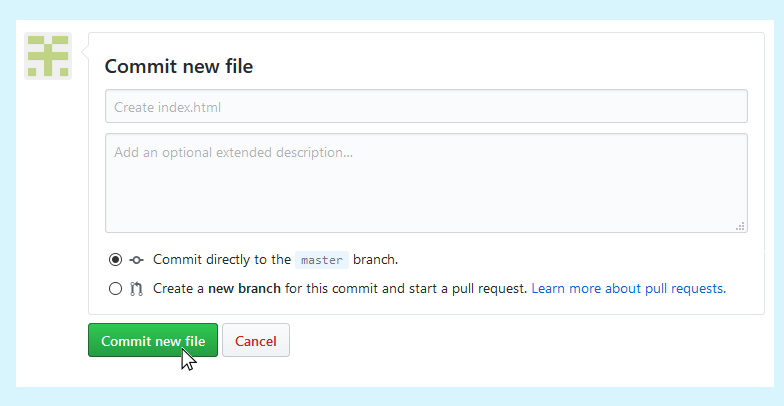 Commit new file
Create index.html
Add an optional extended description...
Commit directly to the master branch.
Create a new branch for this commit and start a pull request. Learn more about pull requests.
Commit new file Cancel